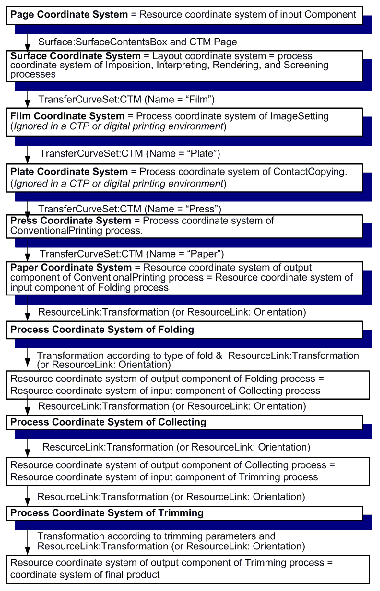 Page Coordinate System = Resource coordinate system of input Component
Surface:SurfaceContentsBox and CTM Page
Surface Coordinate System = Layout coordinate system = process
coordinate system of Imposition, Interpreting, Rendering, and Screening
processes
TransferCurveSet:CTM (Name = “Film”)
Film Coordinate System = Process coordinate system of ImageSetting
(Ignored in a CTP or digital printing environment)
TransferCurveSet:CTM (Name = “Plate”)
Plate Coordinate System = Process coordinate system of ContactCopying.
(Ignored in a CTP or digital printing environment)
TransferCurveSet:CTM (Name = “Press”)
Press Coordinate System = Process coordinate system of
ConventionalPrinting process.
TransferCurveSet:CTM (Name = “Paper”)
Paper Coordinate System = Resource coordinate system of output
component of ConventionalPrinting process = Resource coordinate system of
input component of Folding process
ResourceLink:Transformation (or ResourceLink: Orientation)
Process Coordinate System of Folding
Transformation according to type of fold & ResourceLink:Transformation
(or ResourceLink: Orientation)
Resource coordinate system of output component of Folding process =
Resource coordinate system of input component of Collecting process
ResourceLink:Transformation (or ResourceLink: Orientation)
Process Coordinate System of Collecting
ResourceLink:Transformation (or ResourceLink: Orientation)
Resource coordinate system of output component of Collecting process =
Resource coordinate system of input component of Trimming process
ResourceLink:Transformation (or ResourceLink: Orientation)
Process Coordinate System of Trimming
Transformation according to trimming parameters and
ResourceLink:Transformation (or ResourceLink: Orientation)
Resource coordinate system of output component of Trimming process =
coordinate system of final product